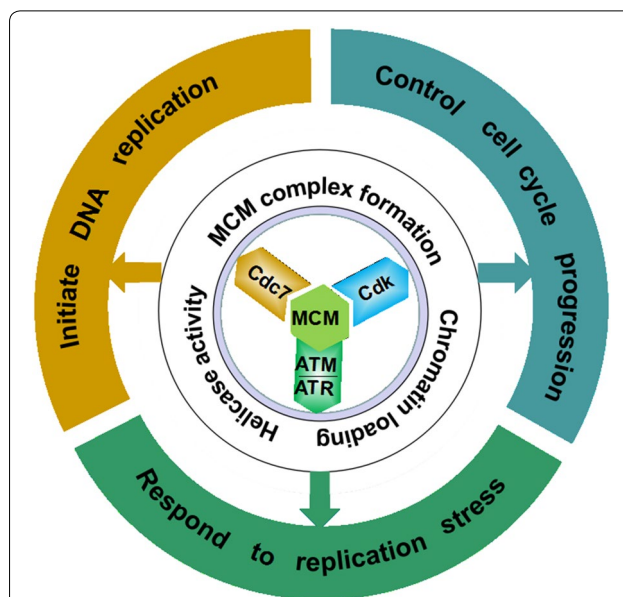 Initiate DNA replication
Control cell cycle progression
MCM complex formation
Helicase activity
Chromatin loading
Cdc7
Cdk
MCM
ATM
ATR
Respond to replication stress